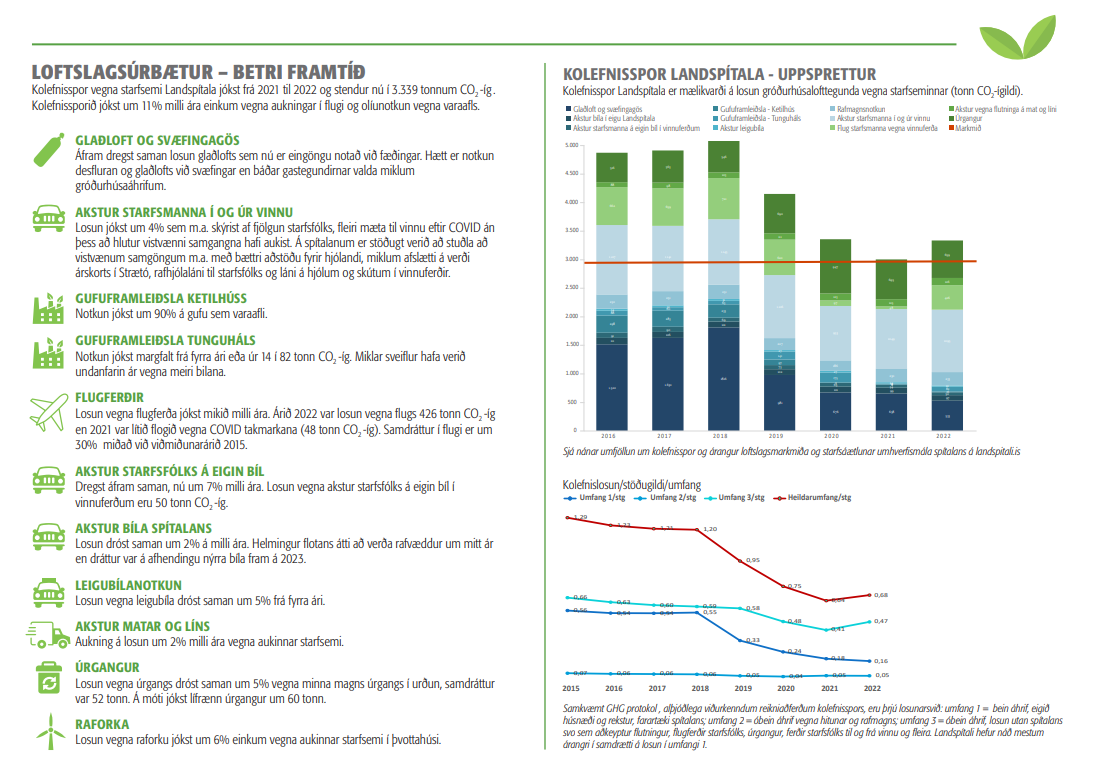 LOFTSLAGSÚRBÆTUR – BETRI FRAMTÍÐ
Kolefnisspor vegna starfsemi Landspítala jókst frá 2021 til 2022 og stendur nú í 3.339 tonnum CO2-íg.
Kolefnissporið jókst um 11% milli ára einkum vegna aukningar í flugi og olíunotkun vegna varaafls.
GLAÐLOFT OG SVÆFINGAGÖS
Áfram dregst saman losun glaðlofts sem nú er eingöngu notað við fæðingar. Hætt er notkun
desfluran og glaðlofts við svæfingar en báðar gastegundirnar valda miklum
gróðurhúsaáhrifum.
AKSTUR STARFSMANNA Í OG ÚR VINNU
Losun jókst um 4% sem m.a. skýrist af fjölgun starfsfólks, fleiri mæta til vinnu eftir COVID án
þess að hlutur vistvænni samgangna hafi aukist. Á spítalanum er stöðugt verið að stuðla að
vistvænum samgöngum m.a. með bættri aðstöðu fyrir hjólandi, miklum afslætti á verði
árskorts í Strætó, rafhjólaláni til starfsfólks og láni á hjólum og skútum í vinnuferðir.
GUFUFRAMLEIÐSLA KETILHÚSS
Notkun jókst um 90% á gufu sem varaafli.
GUFUFRAMLEIÐSLA TUNGUHÁLS
Notkun jókst margfalt frá fyrra ári eða úr 14 í 82 tonn CO2-íg. Miklar sveiflur hafa verið
undanfarin ár vegna meiri bilana.
FLUGFERÐIR
Losun vegna flugferða jókst mikið milli ára. Árið 2022 var losun vegna flugs 426 tonn CO2-íg
en 2021 var lítið flogið vegna COVID takmarkana (48 tonn CO2-íg). Samdráttur í flugi er um
30% miðað við viðmiðunarárið 2015.
AKSTUR STARFSFÓLKS Á EIGIN BÍL
Dregst áfram saman, nú um 7% milli ára. Losun vegna akstur starfsfólks á eigin bíl í
vinnuferðum eru 50 tonn CO2-íg.
AKSTUR BÍLA SPÍTALANS
Losun dróst saman um 2% á milli ára. Helmingur flotans átti að verða rafvæddur um mitt ár
en dráttur var á afhendingu nýrra bíla fram á 2023.
LEIGUBÍLANOTKUN
Losun vegna leigubíla dróst saman um 5% frá fyrra ári.
AKSTUR MATAR OG LÍNS
Aukning á losun um 2% milli ára vegna aukinnar starfsemi.
ÚRGANGUR
Losun vegna úrgangs dróst saman um 5% vegna minna magns úrgangs í urðun, samdráttur
var 52 tonn. Á móti jókst lífrænn úrgangur um 60 tonn.
RAFORKA
Losun vegna raforku jókst um 6% einkum vegna aukinnar starfsemi í þvottahúsi.
KOLEFNISSPOR LANDSPÍTALA - UPPSPRETTUR
Kolefnisspor Landspítala er mælikvarði á losun gróðurhúsalofttegunda vegna starfseminnar (tonn CO2-ígildi).
Glaðloft og svæfingagös
Gufuframleiðsla - Ketilhús
Rafmagnsnotkun
Akstur vegna flutninga á mat og líni
Akstur bíla í eigu Landspítala
Gufuframleiðsla - Tunguháls
Akstur starfsmanna í og úr vinnu
Úrgangur
Akstur starfsmanna á eigin bíl í vinnuferðum
Akstur leigubíla
Flug starfsmanna vegna vinnuferða
Markmið
5.000
4.500
4.000
3.500
3.000
2.500
2.000
1.500
1.000
500
0
2016 2017 2018 2019 2020 2021 2022
Sjá nánar umfjöllun um kolefnisspor og árangur loftslagsmarkmiða og starfsáætlunar umhverfismála spítalans á landspitali.is
Kolefnislosun/stöðugildi/umfang
Umfang 1/stg Umfang 2/stg Umfang 3/stg Heildarumfang/stg
1,29 1,20 0,95 0,75 0,68
0,66 0,63 0,60 0,59 0,58 0,48 0,41 0,47
0,56 0,54 0,54 0,55 0,33 0,24 0,18 0,16
0,07 0,06 0,06 0,06 0,05 0,04 0,05 0,05
2015 2016 2017 2018 2019 2020 2021 2022
Samkvæmt GHG protokol , alþjóðlega viðurkenndum reikniaðferðum kolefnisspors, eru þrjú losunarsvið: umfang 1 = bein áhrif, eigið
húsnæði og rekstur, farartæki spítalans; umfang 2 = óbein áhrif vegna hitunar og rafmagns; umfang 3 = óbein áhrif, losun utan spítalans
svo sem aðkeyptur flutningur, flugferðir starfsfólks, úrgangur, ferðir starfsfólks til og frá vinnu og fleira. Landspítali hefur náð mestum
árangri í samdrætti á losun í umfangi 1.